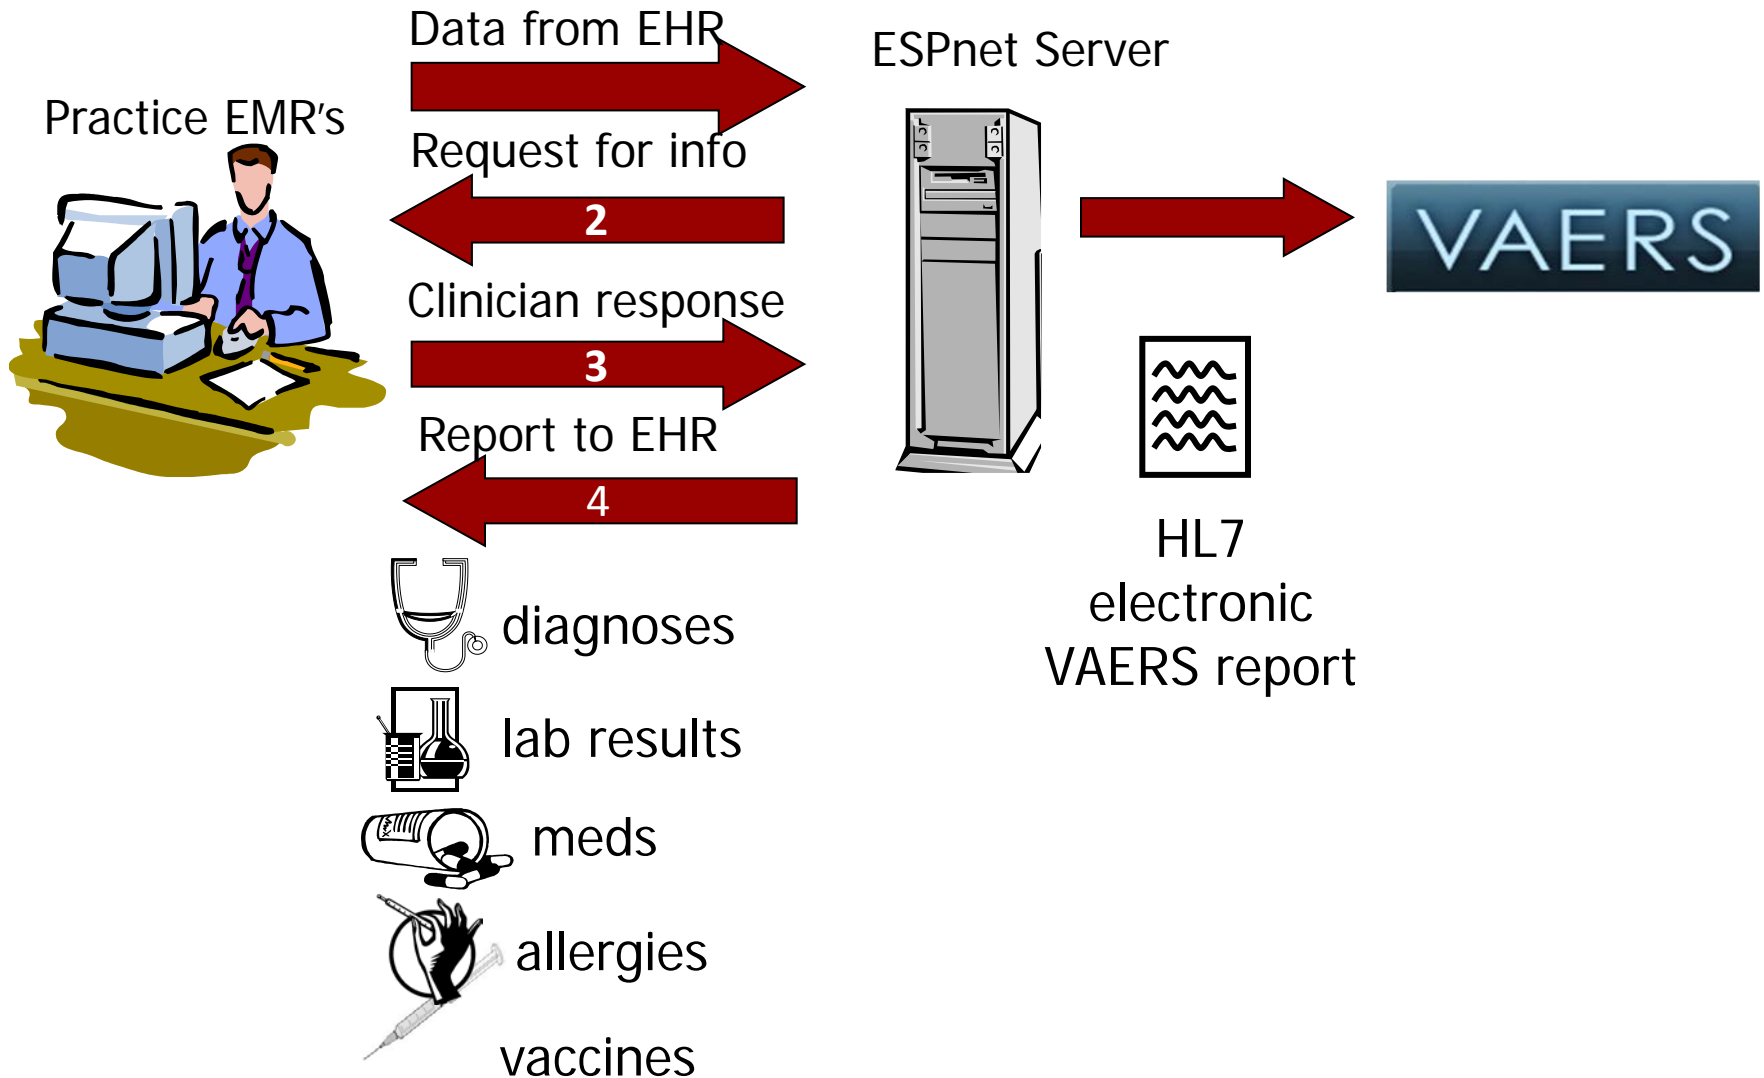 Data from EHR
ESPnet Server
Practice EMR's
Request for info
2
VAERS
Clinician response
3
Report to EHR
4
HL7
electronic
VAERS report
diagnoses
lab results
meds
allergies
vaccines